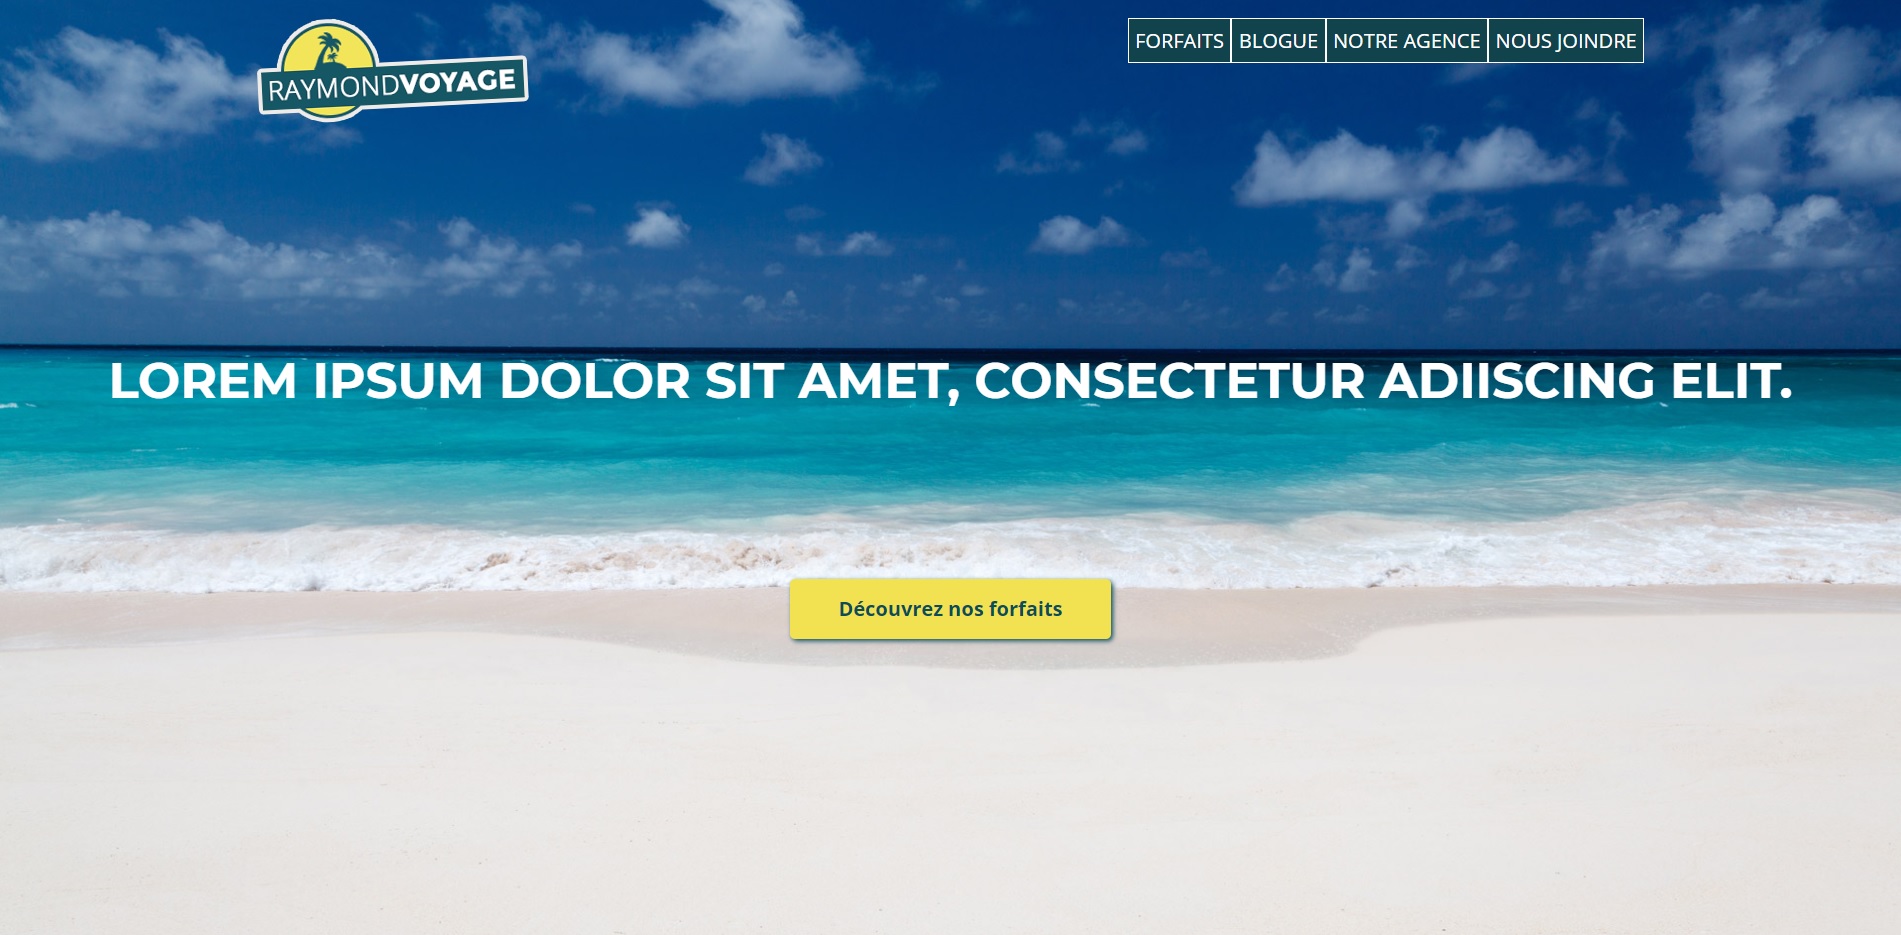 RAYMONDVOYAGE
FORFAITS BLOGUE NOTRE AGENCE NOUS JOINDRE
LOREM IPSUM DOLOR SIT AMET, CONSECTETUR ADIISCING ELIT.
Découvrez nos forfaits